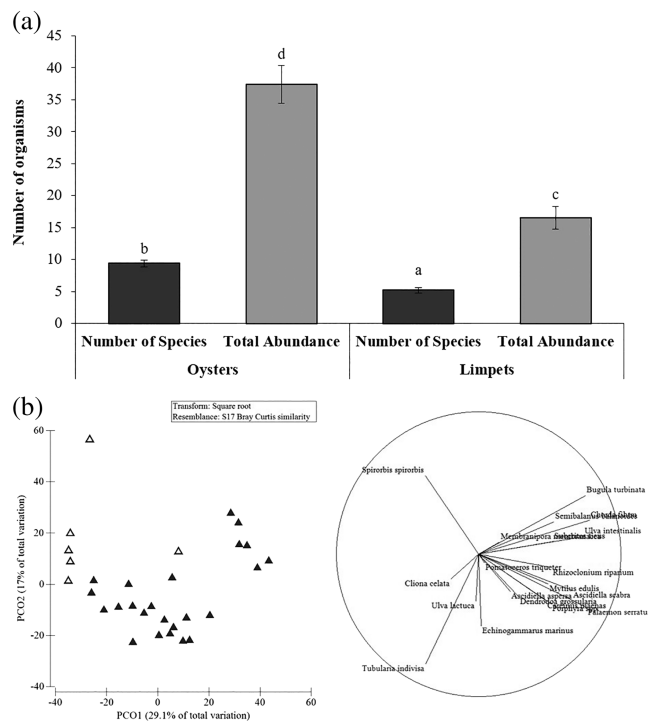 (a)
Number of organisms
45
40
35
30
25
20
15
10
5
0
b
d
a
c
Number of Species
Total Abundance
Number of Species
Total Abundance
Oysters
Limpets
(b)
Transform: Square root
Resemblance: S17 Bray Curtis similarity
PCO2 (17% of total variation)
60
40
20
0
-20
-40
-40
-20
0
20
40
60
PCO1 (29.1% of total variation)
Spirorbis spirorbis
Bugula turbinata
Semibalanus balanoides
Ulva intestinalis
Membranipora
Pomatoceros triqueter
Rhizoclonium riparium
Cliona celata
Mytilus edulis
Ascidiella aspersa
Ascidiella scabra
Ulva lactuca
Dendrodoa grossularia
Palaemon serratu
Echinogammarus marinus
Tubularia indivisa